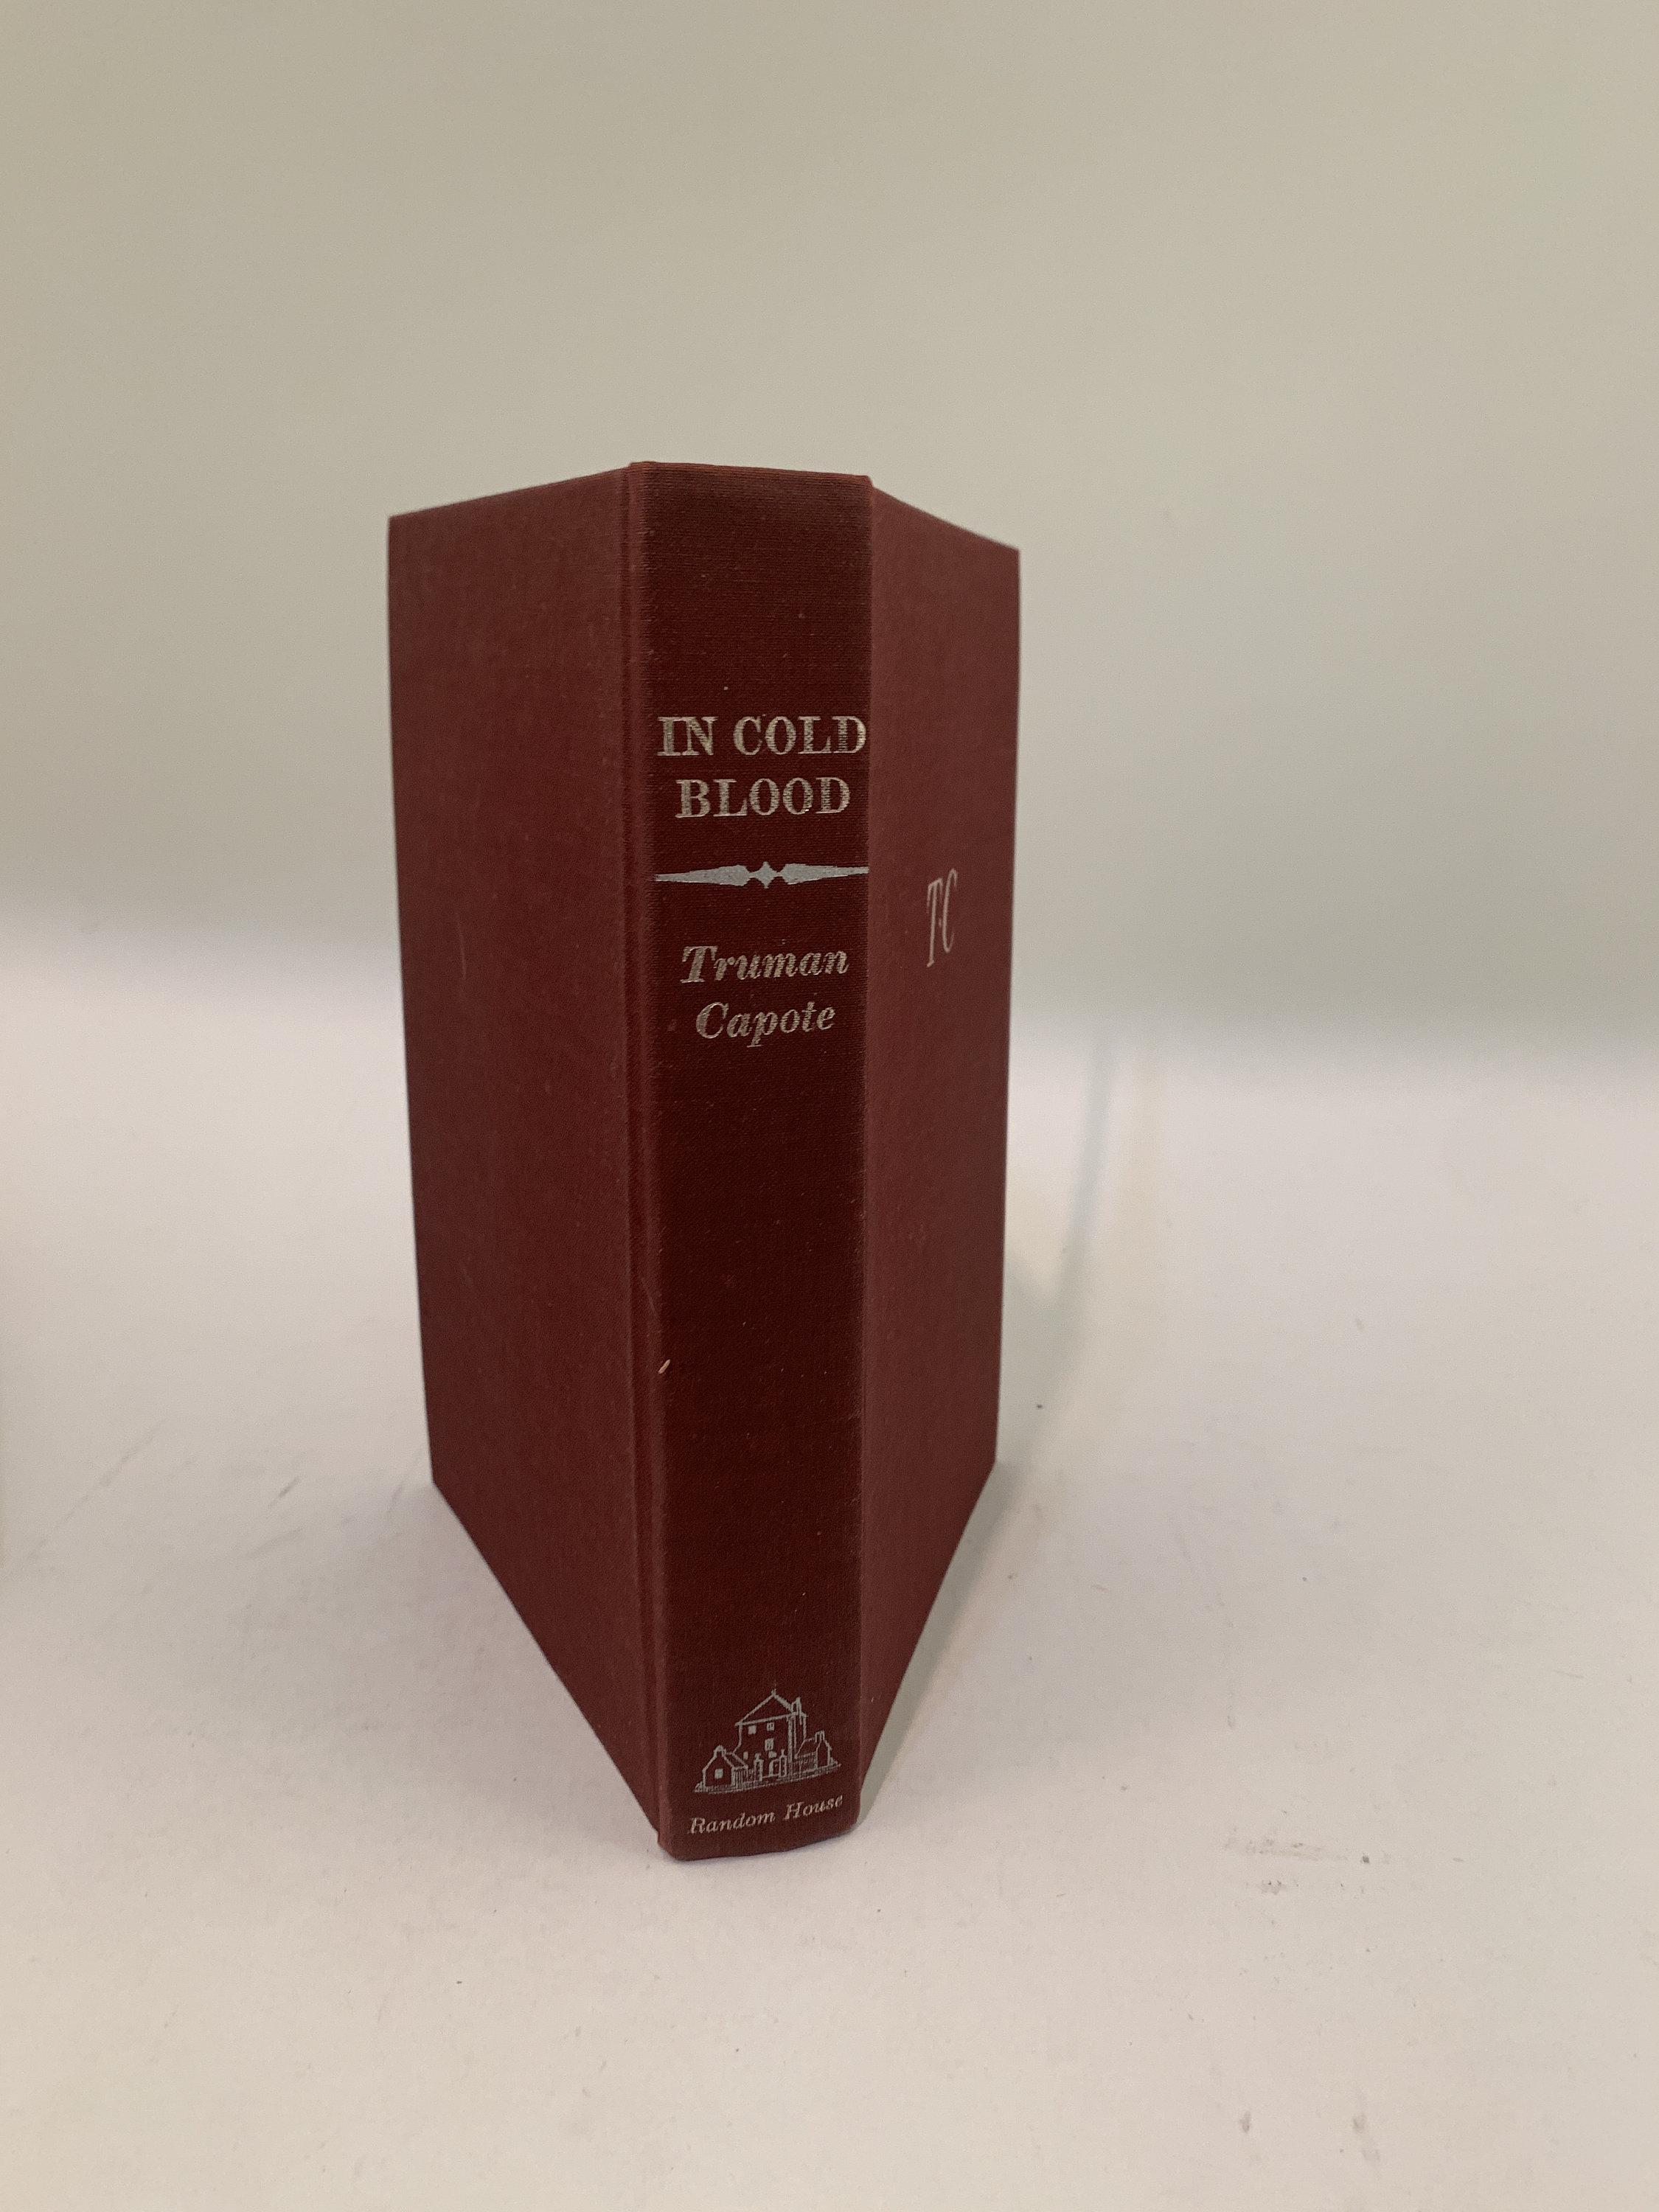 IN COLD
BLOOD
Truman
Capote
TC
Random House